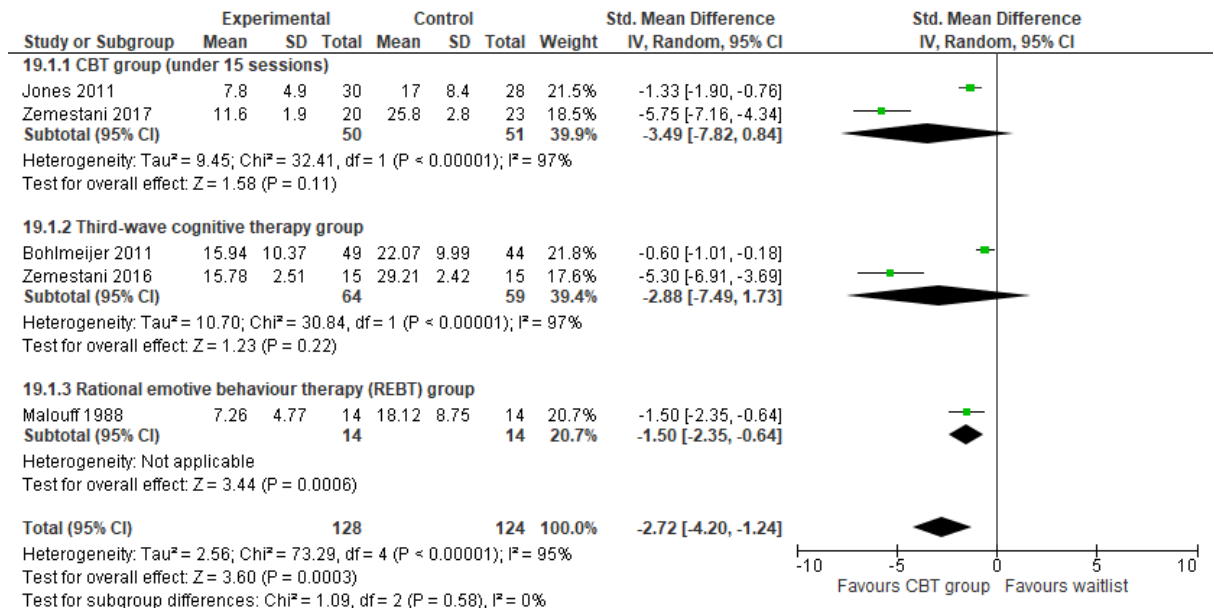 Experimental Control Std. Mean Difference Std. Mean Difference
Study or Subgroup Mean SD Total Mean SD Total Weight IV, Random, 95% CI IV, Random, 95% CI
19.1.1 CBT group (under 15 sessions)
Jones 2011 7.8 4.9 30 17 8.4 28 21.5% -1.33 [-1.90, -0.76]
Zemestani 2017 11.6 1.9 20 25.8 2.8 23 18.5% -5.75 [-7.16, -4.34]
Subtotal (95% CI) 50 51 39.9% -3.49 [-7.82, 0.84]
Heterogeneity: Tau² = 9.45; Chi² = 32.41, df = 1 (P < 0.00001); I² = 97%
Test for overall effect: Z = 1.58 (P = 0.11)
19.1.2 Third-wave cognitive therapy group
Bohlmeijer 2011 15.94 10.37 49 22.07 9.99 44 21.8% -0.60 [-1.01, -0.18]
Zemestani 2016 15.78 2.51 15 29.21 2.42 15 17.6% -5.30 [-6.91, -3.69]
Subtotal (95% CI) 64 59 39.4% -2.88 [-7.49, 1.73]
Heterogeneity: Tau² = 10.70; Chi² = 30.84, df = 1 (P < 0.00001); I² = 97%
Test for overall effect: Z = 1.23 (P = 0.22)
19.1.3 Rational emotive behaviour therapy (REBT) group
Malouff 1988 7.26 4.77 14 18.12 8.75 14 20.7% -1.50 [-2.35, -0.64]
Subtotal (95% CI) 14 14 20.7% -1.50 [-2.35, -0.64]
Heterogeneity: Not applicable
Test for overall effect: Z = 3.44 (P = 0.0006)
Total (95% CI) 128 124 100.0% -2.72 [-4.20, -1.24]
Heterogeneity: Tau² = 2.56; Chi² = 73.29, df = 4 (P < 0.00001); I² = 95%
Test for overall effect: Z = 3.60 (P = 0.0003)
Test for subgroup differences: Chi² = 1.09, df = 2 (P = 0.58), I² = 0%
-10 -5 0 5 10
Favours CBT group Favours waitlist